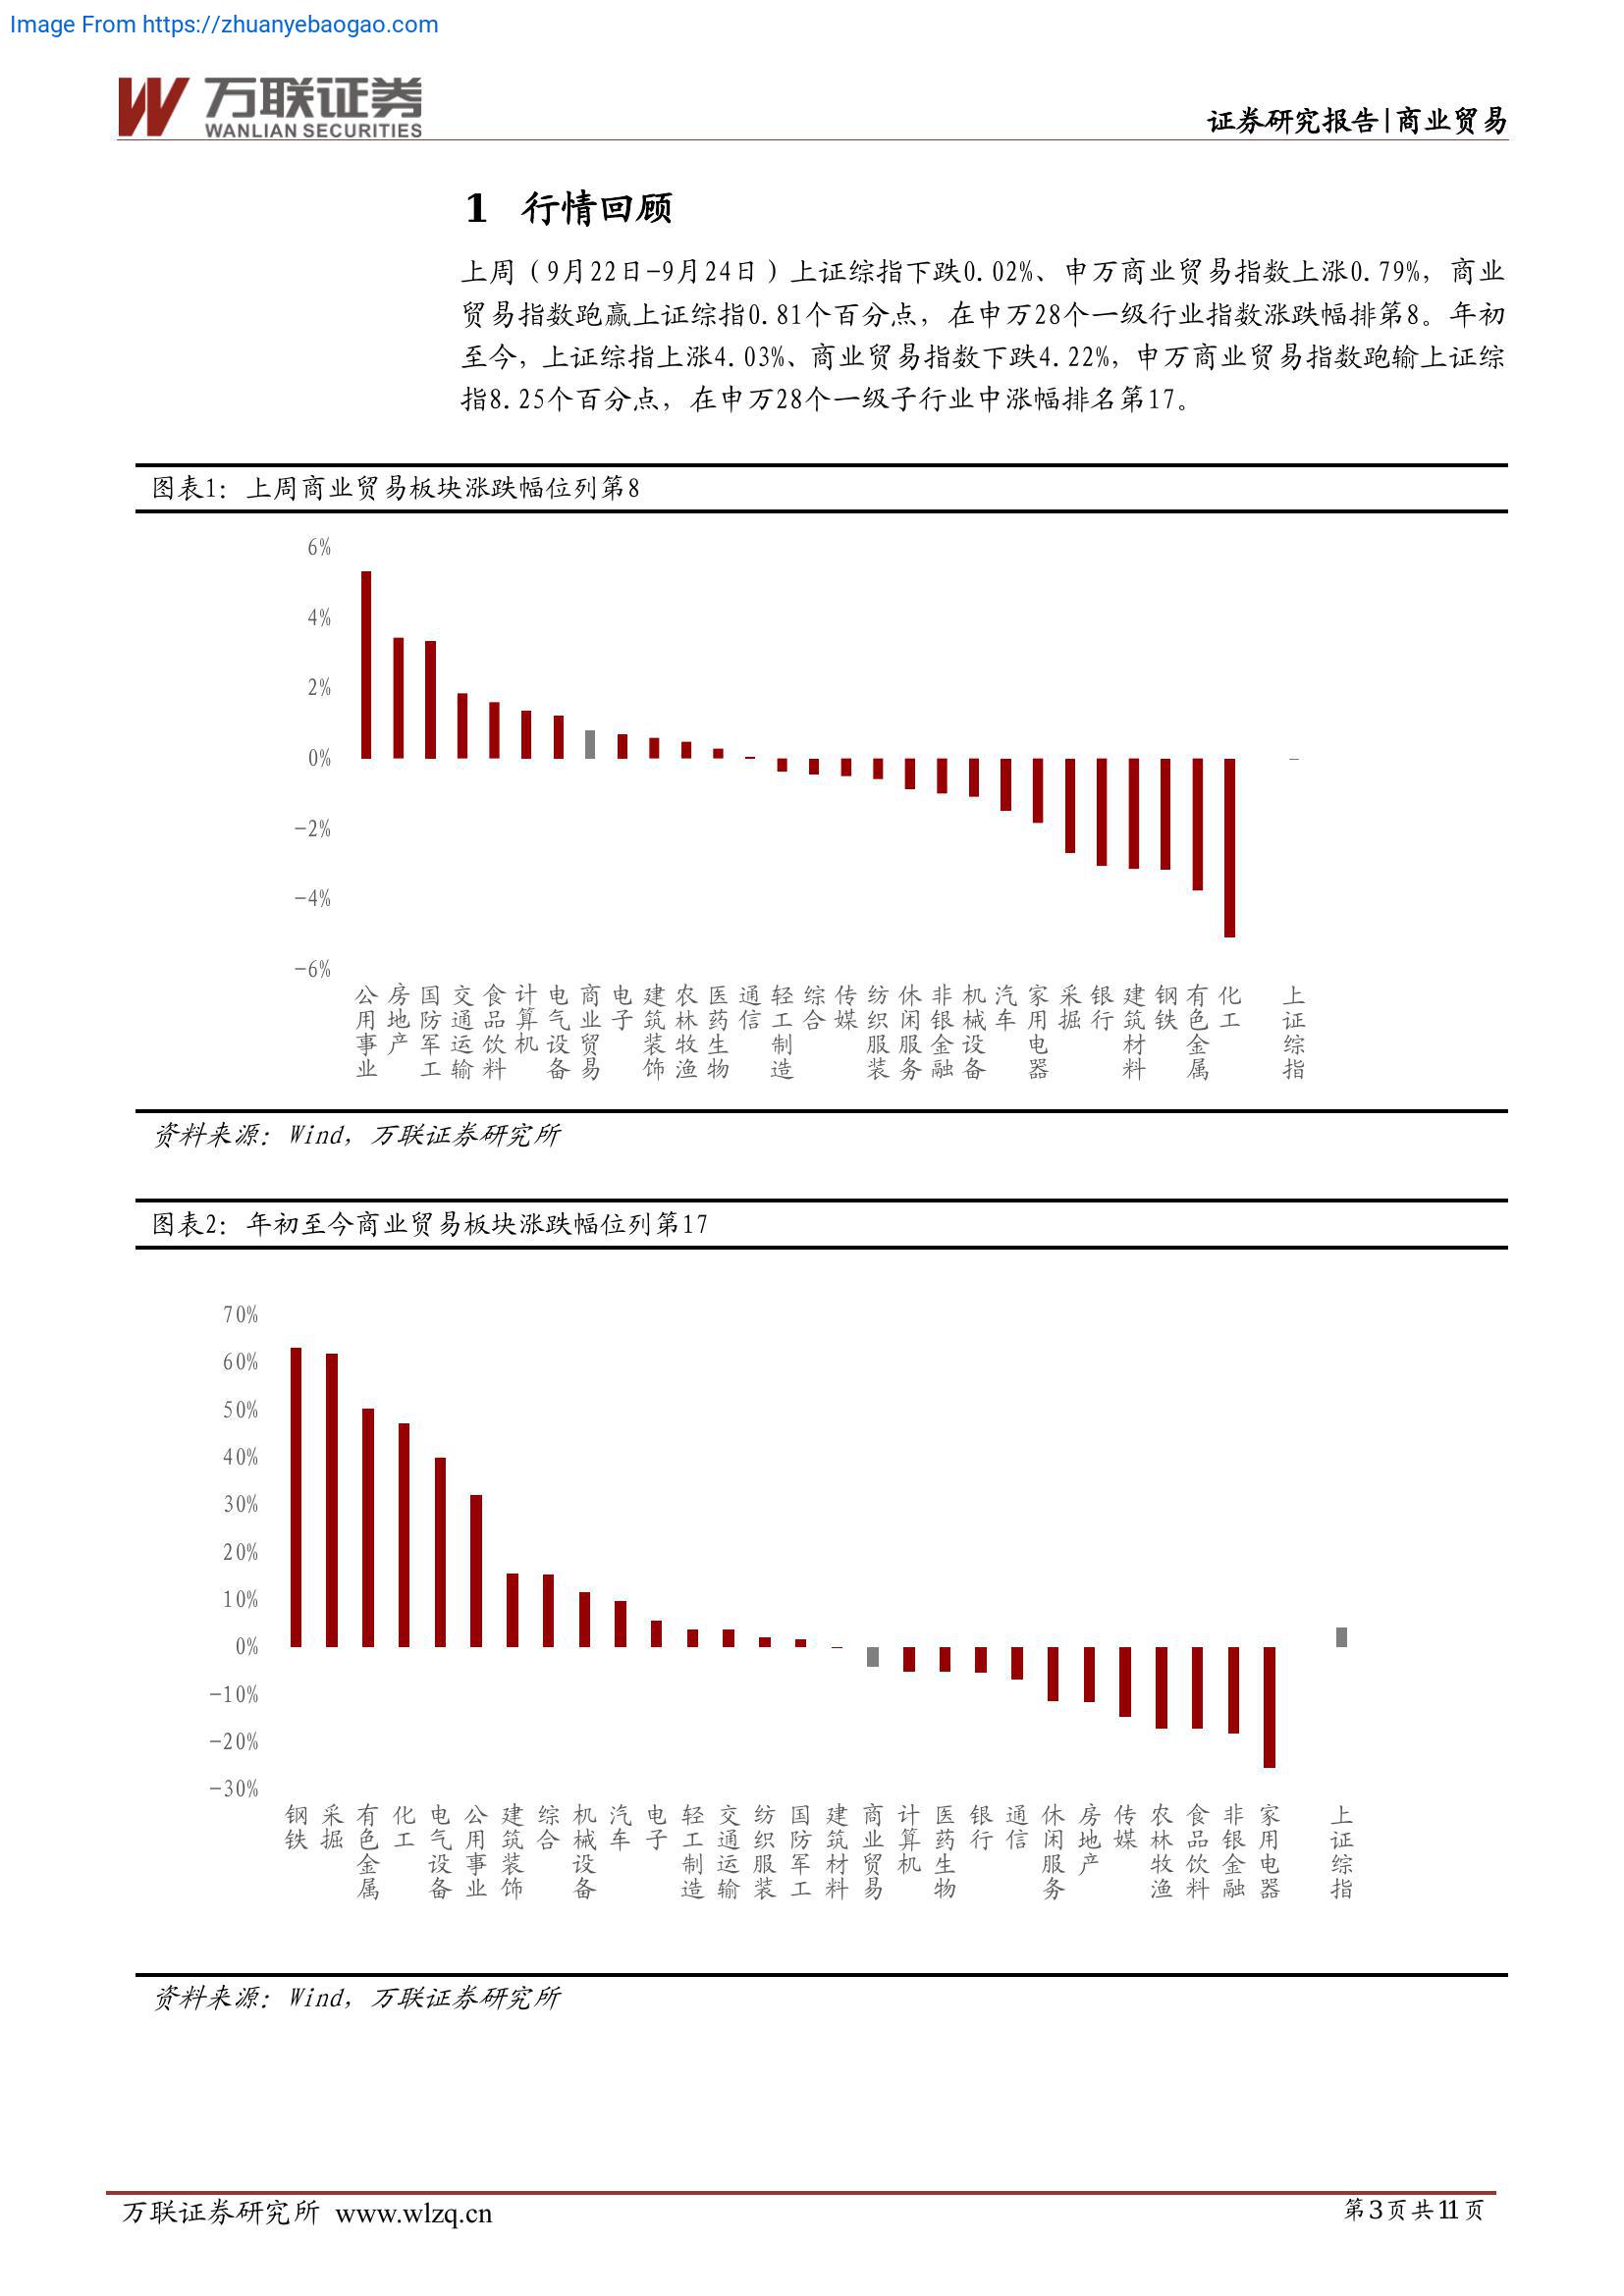 Image From https://zhuanyebaogao.com
万联证券
WANLIAN SECURITIES
证券研究报告|商业贸易
1 行情回顾
上周（9月22日-9月24日）上证综指下跌0.02%、申万商业贸易指数上涨0.79%，商业
贸易指数跑赢上证综指0.81个百分点，在申万28个一级行业指数涨跌幅排第8。年初
至今，上证综指上涨4.03%、商业贸易指数下跌4.22%，申万商业贸易指数跑输上证综
指8.25个百分点，在申万28个一级子行业中涨幅排名第17。
图表1：上周商业贸易板块涨跌幅位列第8
6%
4%
2%
0%
-2%
-4%
-6%
公用事业
房地产
国防军工
交通运输
食品饮料
计算机
电气设备
商业贸易
电子
建筑装饰
农林牧渔
医药生物
通信
轻工制造
综合
传媒
纺织服装
休闲服务
非银金融
机械设备
汽车
家用电器
采掘
银行
建筑材料
钢铁
有色金属
化工
上证综指
资料来源：Wind，万联证券研究所
图表2：年初至今商业贸易板块涨跌幅位列第17
70%
60%
50%
40%
30%
20%
10%
0%
-10%
-20%
-30%
钢铁
采掘
有色金属
化工
电气设备
公用事业
建筑装饰
综合
机械设备
汽车
电子
轻工制造
交通运输
纺织服装
国防军工
建筑材料
商业贸易
计算机
医药生物
银行
通信
休闲服务
房地产
传媒
农林牧渔
食品饮料
非银金融
家用电器
上证综指
资料来源：Wind，万联证券研究所
万联证券研究所 www.wlzq.cn
第3页共11页